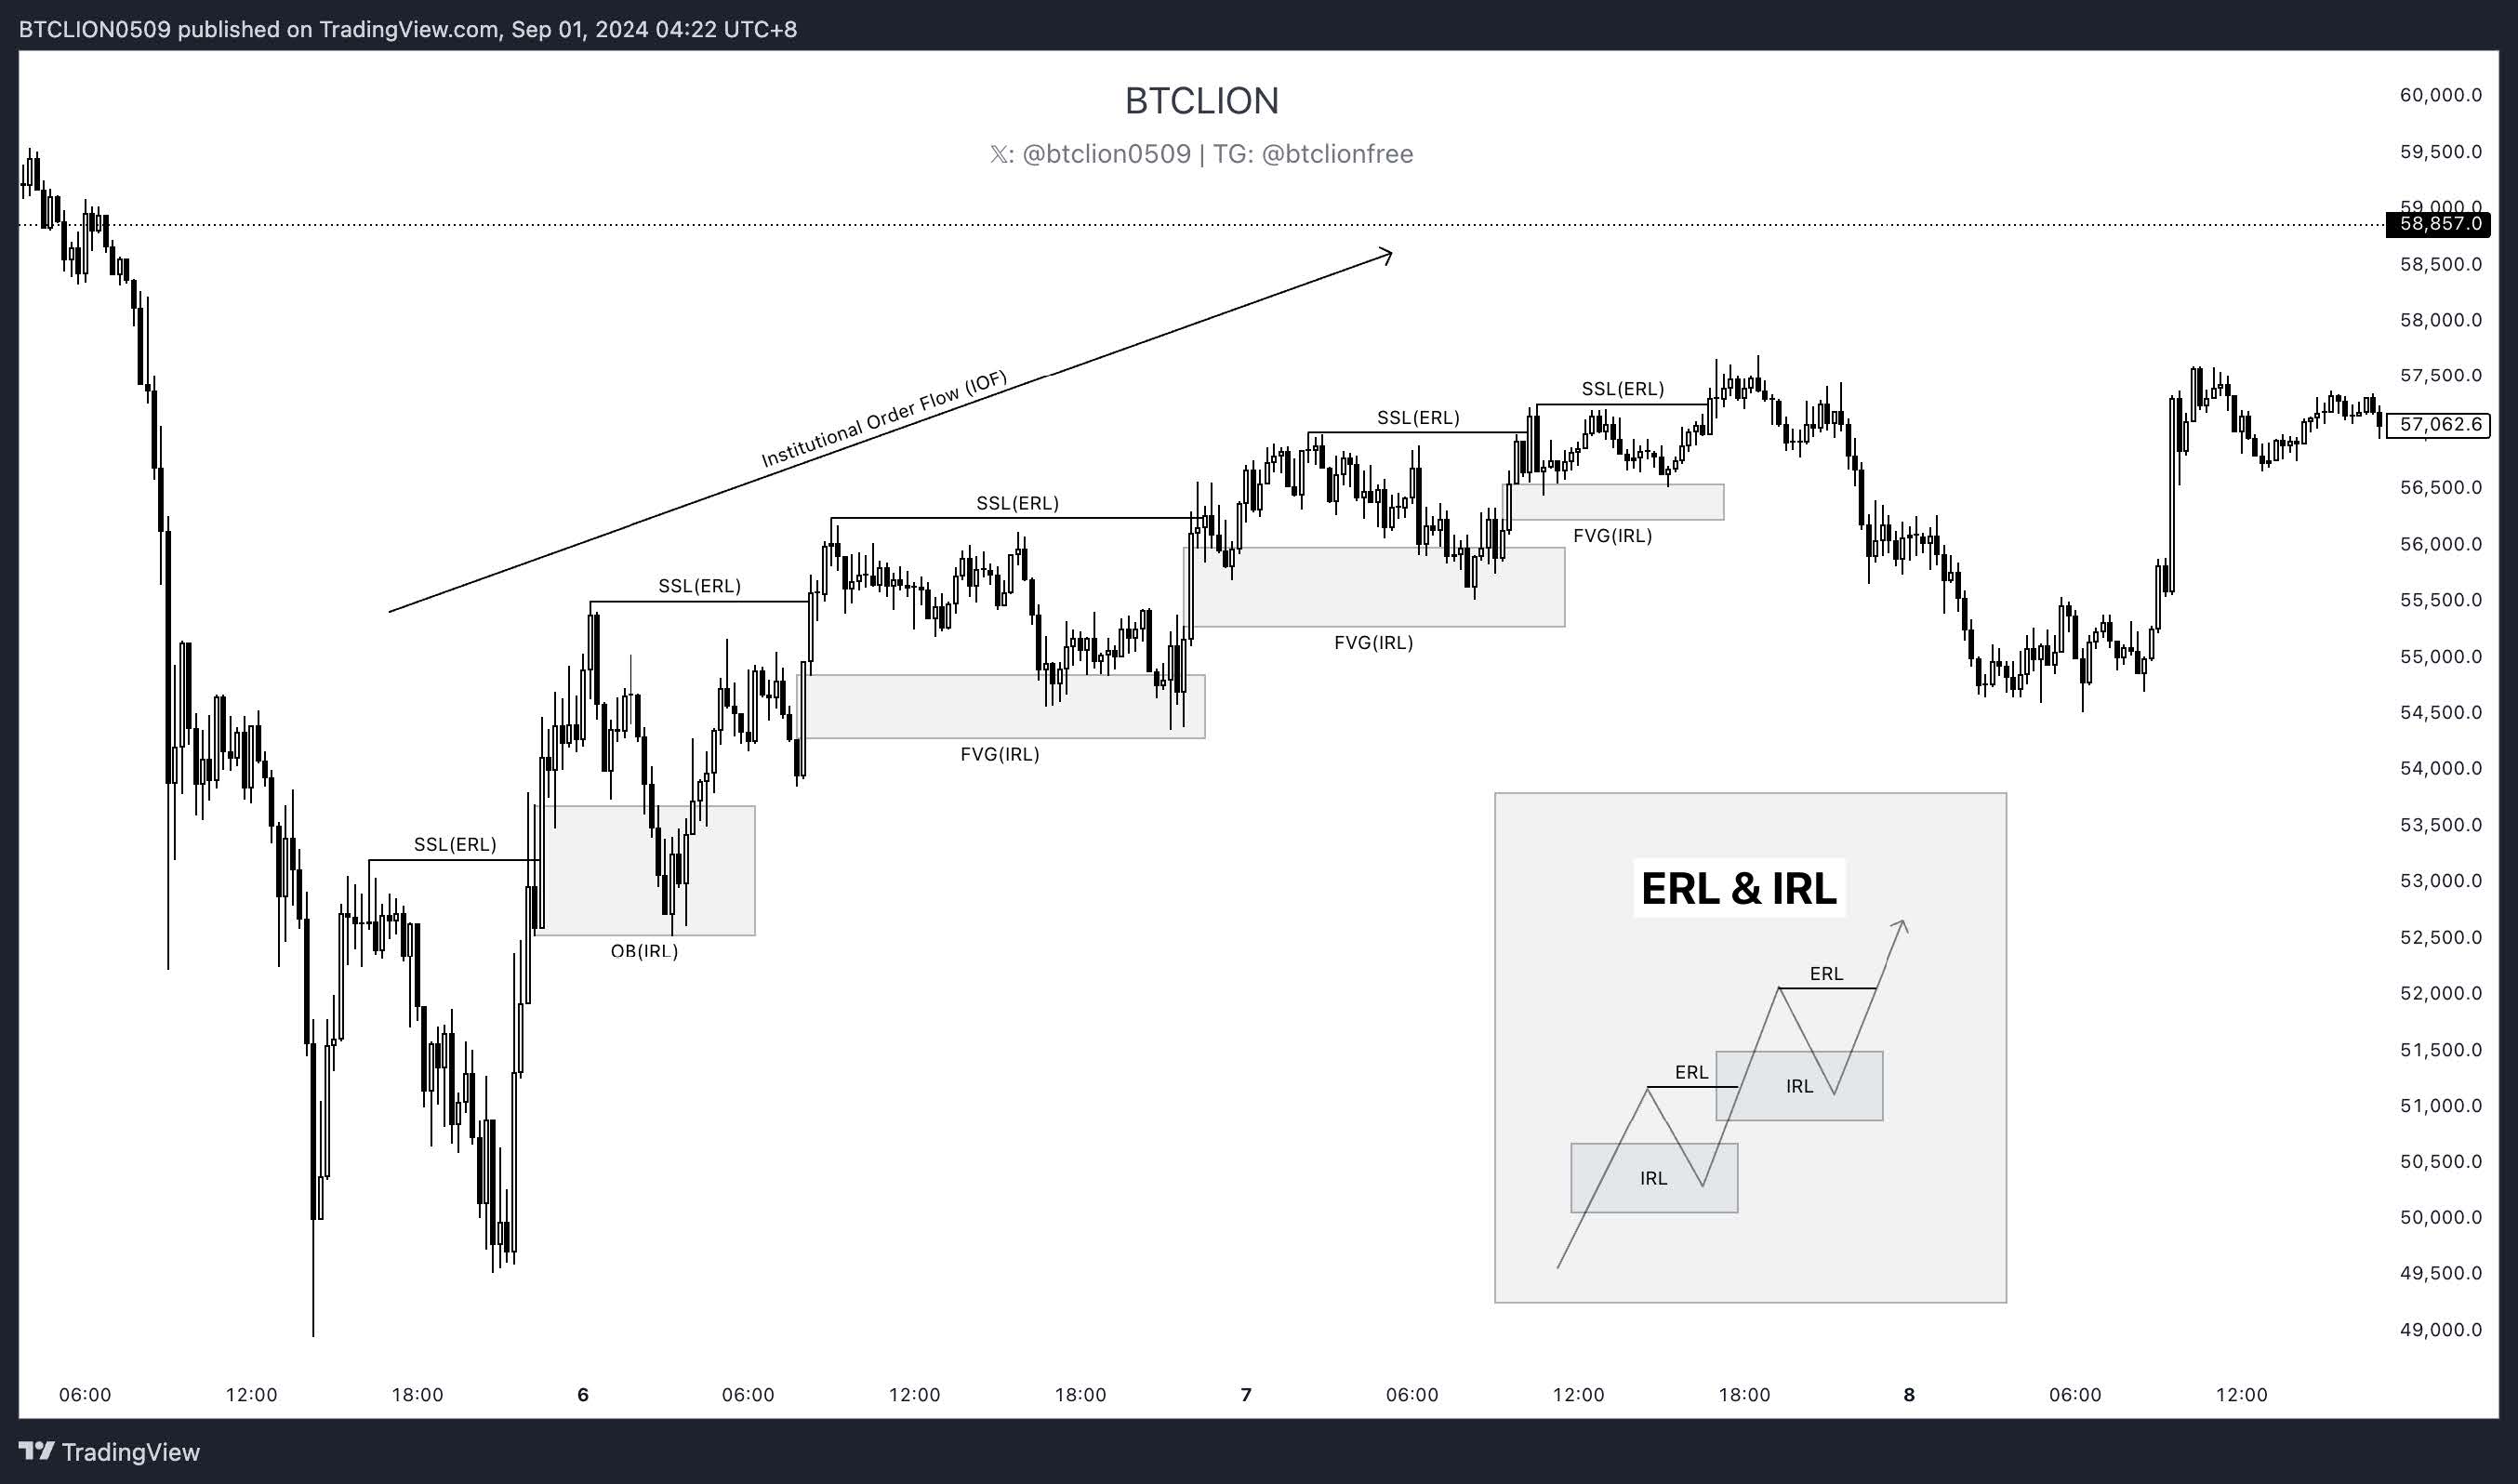 BTCLION0509 published on TradingView.com, Sep 01, 2024 04:22 UTC+8
BTCLION
𝕏: @btclion0509 | TG: @btclionfree
60,000.0
59,500.0
59,000.0
58,857.0
58,500.0
58,000.0
57,500.0
57,062.6
56,500.0
56,000.0
55,500.0
55,000.0
54,500.0
54,000.0
53,500.0
53,000.0
52,500.0
52,000.0
51,500.0
51,000.0
50,500.0
50,000.0
49,500.0
49,000.0
Institutional Order Flow (IOF)
SSL(ERL)
OB(IRL)
SSL(ERL)
FVG(IRL)
SSL(ERL)
FVG(IRL)
SSL(ERL)
FVG(IRL)
SSL(ERL)
ERL & IRL
ERL
IRL
ERL
IRL
06:00 12:00 18:00 6 06:00 12:00 18:00 7 06:00 12:00 18:00 8 06:00 12:00
TradingView